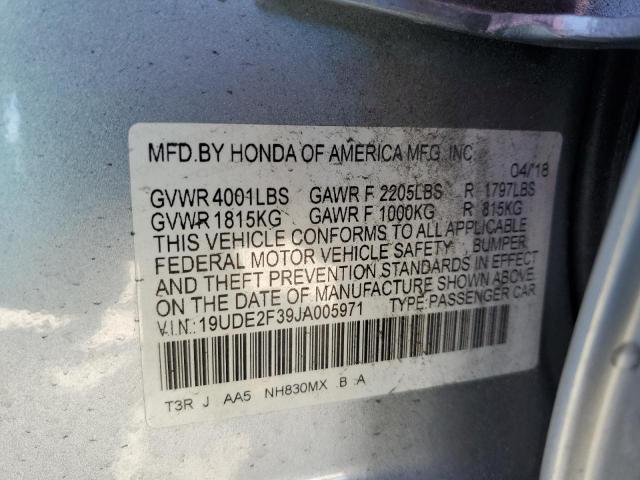 MFD.BY HONDA OF AMERICA MFG. INC.
04/18
GVWR 4001LBS GAWR F 2205LBS R 1797LBS
GVWR 1815KG GAWR F 1000KG R 815KG
THIS VEHICLE CONFORMS TO ALL APPLICABLE
FEDERAL MOTOR VEHICLE SAFETY, BUMPER,
AND THEFT PREVENTION STANDARDS IN EFFECT
ON THE DATE OF MANUFACTURE SHOWN ABOVE.
V.I.N.: 19UDE2F39JA005971 TYPE:PASSENGER CAR
T3R J AA5 NH830MX B A